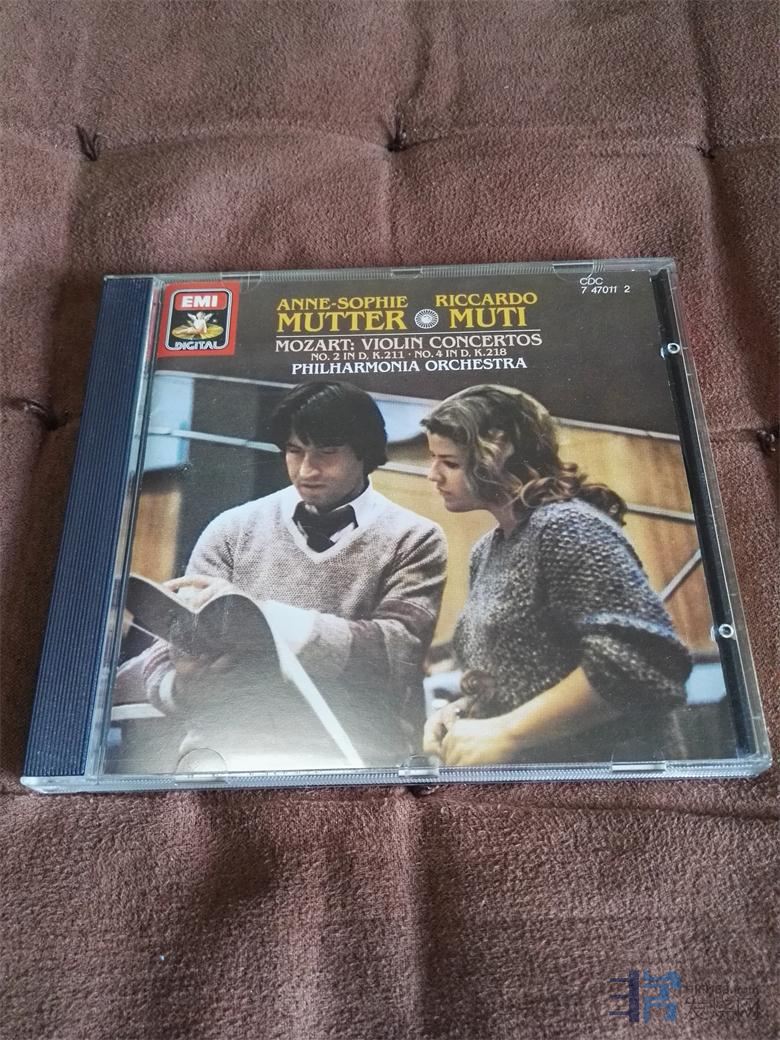 EMI
DIGITAL
ANNE-SOPHIE
MUTTER
RICCARDO
MUTI
CDC
7 47011 2
MOZART: VIOLIN CONCERTOS
NO. 2 IN D, K.211 · NO. 4 IN D, K.218
PHILHARMONIA ORCHESTRA